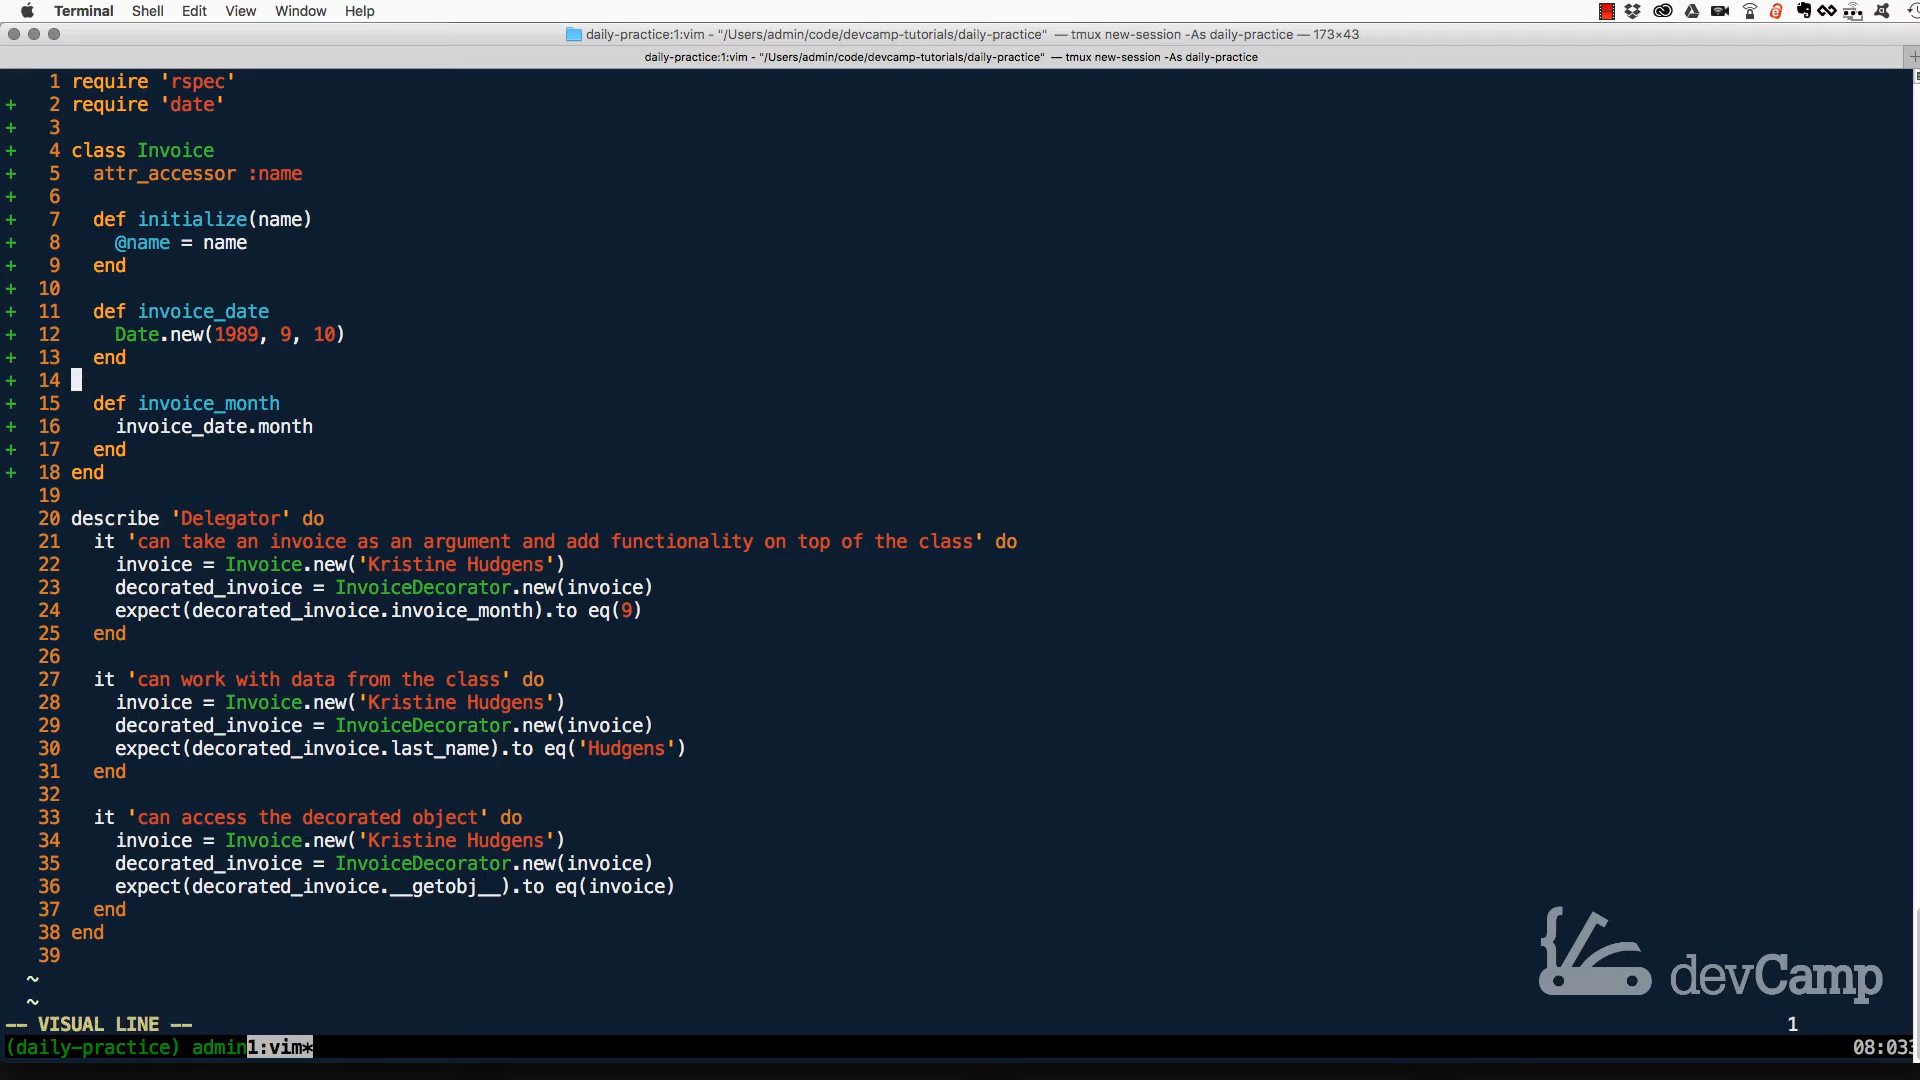 Terminal Shell Edit View Window Help
daily-practice:1:vim - "/Users/admin/code/devcamp-tutorials/daily-practice" — tmux new-session -As daily-practice — 173×43
daily-practice:1:vim - "/Users/admin/code/devcamp-tutorials/daily-practice" — tmux new-session -As daily-practice
1 require 'rspec'
+ 2 require 'date'
+ 3
+ 4 class Invoice
+ 5   attr_accessor :name
+ 6
+ 7   def initialize(name)
+ 8     @name = name
+ 9   end
+ 10
+ 11   def invoice_date
+ 12     Date.new(1989, 9, 10)
+ 13   end
+ 14
+ 15   def invoice_month
+ 16     invoice_date.month
+ 17   end
+ 18 end
19
20 describe 'Delegator' do
21   it 'can take an invoice as an argument and add functionality on top of the class' do
22     invoice = Invoice.new('Kristine Hudgens')
23     decorated_invoice = InvoiceDecorator.new(invoice)
24     expect(decorated_invoice.invoice_month).to eq(9)
25   end
26
27   it 'can work with data from the class' do
28     invoice = Invoice.new('Kristine Hudgens')
29     decorated_invoice = InvoiceDecorator.new(invoice)
30     expect(decorated_invoice.last_name).to eq('Hudgens')
31   end
32
33   it 'can access the decorated object' do
34     invoice = Invoice.new('Kristine Hudgens')
35     decorated_invoice = InvoiceDecorator.new(invoice)
36     expect(decorated_invoice.__getobj__).to eq(invoice)
37   end
38 end
39
~
~
devCamp
-- VISUAL LINE -- 1
(daily-practice) admin1:vim* 08:033